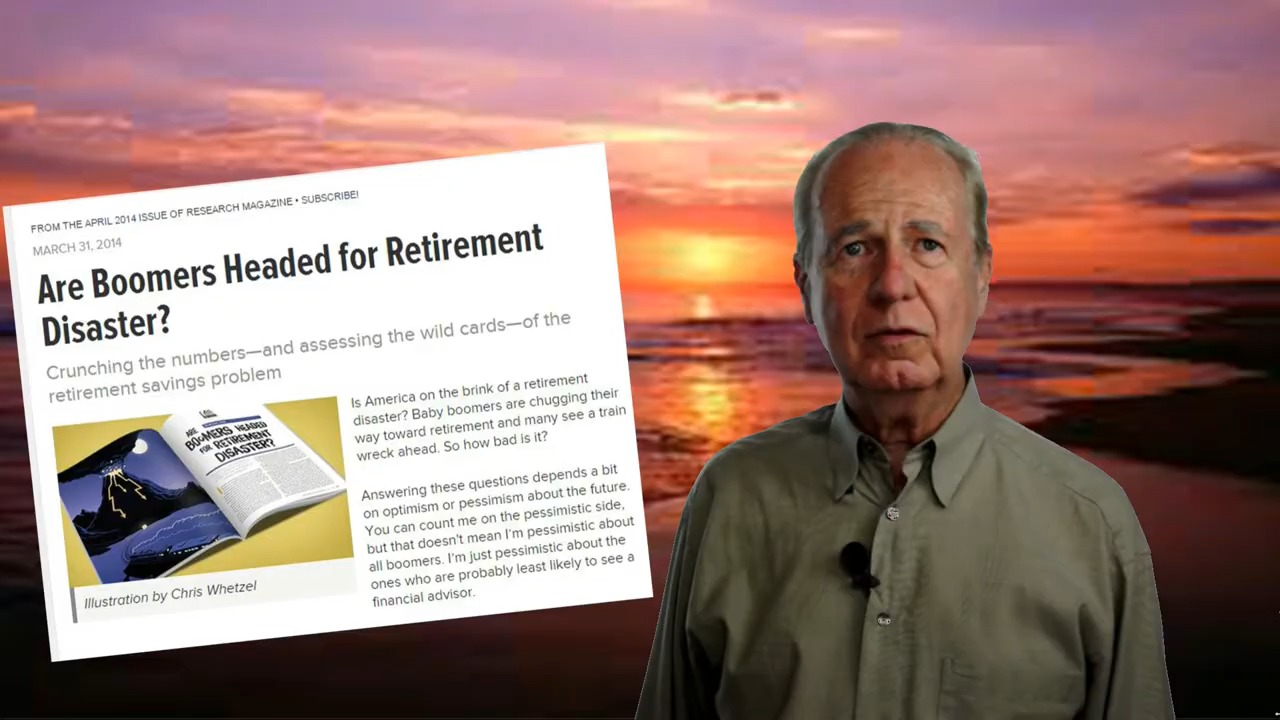 FROM THE APRIL 2014 ISSUE OF RESEARCH MAGAZINE • SUBSCRIBE!
MARCH 31, 2014
Are Boomers Headed for Retirement
Disaster?
Crunching the numbers—and assessing the wild cards—of the
retirement savings problem
ARE
BOOMERS HEADED
FOR RETIREMENT
DISASTER?
Illustration by Chris Whetzel
Is America on the brink of a retirement
disaster? Baby boomers are chugging their
way toward retirement and many see a train
wreck ahead. So how bad is it?
Answering these questions depends a bit
on optimism or pessimism about the future.
You can count me on the pessimistic side,
but that doesn't mean I'm pessimistic about
all boomers. I'm just pessimistic about the
ones who are probably least likely to see a
financial advisor.